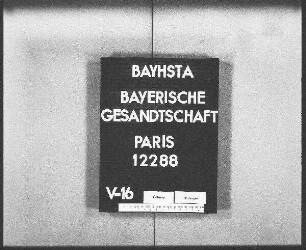 BAYHSTA
BAYERISCHE
GESANDTSCHAFT
PARIS
12288
V-16